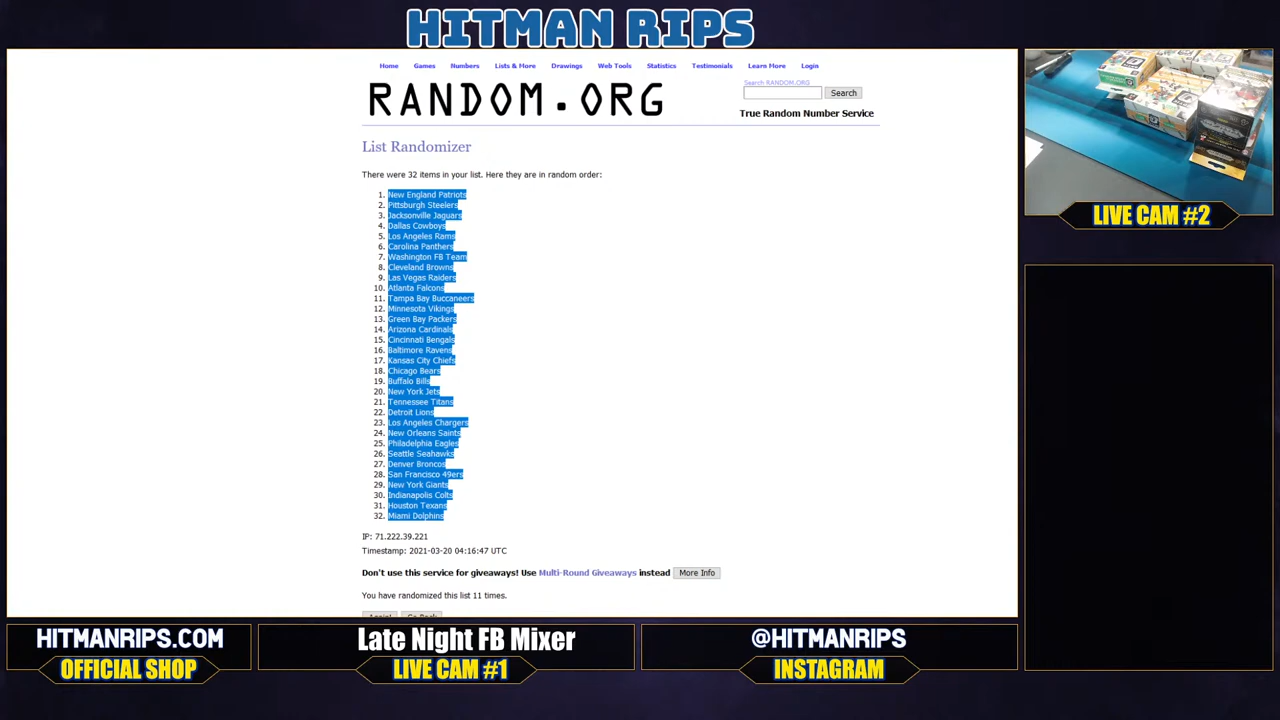 HITMAN RIPS
Home Games Numbers Lists & More Drawings Web Tools Statistics Testimonials Learn More Login
RANDOM.ORG
Search RANDOM.ORG
Search
True Random Number Service
List Randomizer
There were 32 items in your list. Here they are in random order:
1. New England Patriots
2. Pittsburgh Steelers
3. Jacksonville Jaguars
4. Dallas Cowboys
5. Los Angeles Rams
6. Carolina Panthers
7. Washington FB Team
8. Cleveland Browns
9. Las Vegas Raiders
10. Atlanta Falcons
11. Tampa Bay Buccaneers
12. Minnesota Vikings
13. Green Bay Packers
14. Arizona Cardinals
15. Cincinnati Bengals
16. Baltimore Ravens
17. Kansas City Chiefs
18. Chicago Bears
19. Buffalo Bills
20. New York Jets
21. Tennessee Titans
22. Detroit Lions
23. Los Angeles Chargers
24. New Orleans Saints
25. Philadelphia Eagles
26. Seattle Seahawks
27. Denver Broncos
28. San Francisco 49ers
29. New York Giants
30. Indianapolis Colts
31. Houston Texans
32. Miami Dolphins
IP: 71.222.39.221
Timestamp: 2021-03-20 04:16:47 UTC
Don't use this service for giveaways! Use Multi-Round Giveaways instead More Info
You have randomized this list 11 times.
Again! Go Back
LIVE CAM #2
HITMANRIPS.COM
OFFICIAL SHOP
Late Night FB Mixer
LIVE CAM #1
@HITMANRIPS
INSTAGRAM